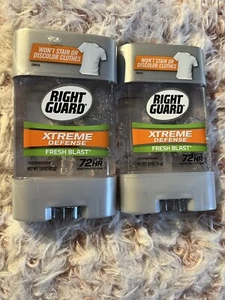 WON'T STAIN OR
DISCOLOR CLOTHES
RIGHT
GUARD®
XTREME
DEFENSE
FRESH BLAST
72HR
WON'T STAIN OR
DISCOLOR CLOTHES
RIGHT
GUARD®
XTREME
DEFENSE
FRESH BLAST
72HR